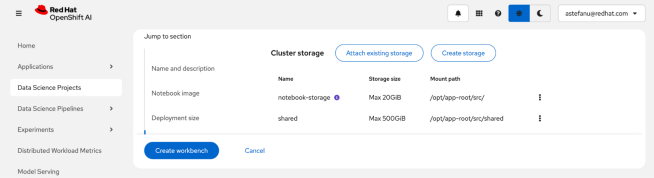 Red Hat
OpenShift AI
astefanu@redhat.com
Home
Applications
Data Science Projects
Data Science Pipelines
Experiments
Distributed Workload Metrics
Model Serving
Jump to section
Name and description
Notebook image
Deployment size
Cluster storage
Attach existing storage
Create storage
Name Storage size Mount path
notebook-storage Max 20GiB /opt/app-root/src/
shared Max 500GiB /opt/app-root/src/shared
Create workbench
Cancel